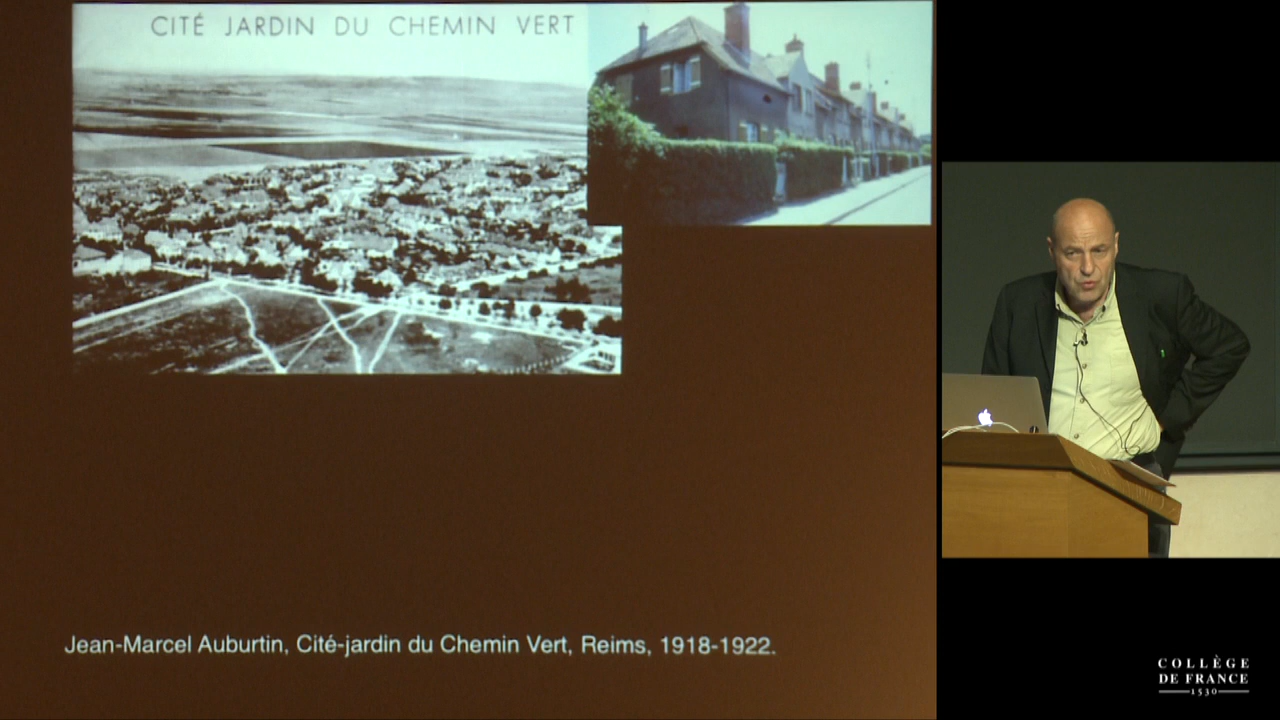 CITÉ JARDIN DU CHEMIN VERT
Jean-Marcel Auburtin, Cité-jardin du Chemin Vert, Reims, 1918-1922.
COLLÈGE
DE FRANCE
1530